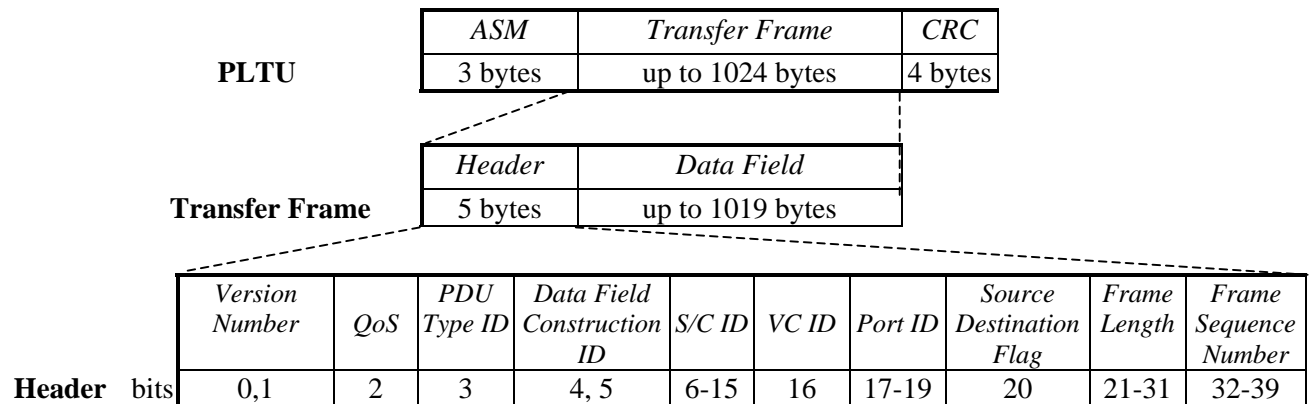 ASM Transfer Frame CRC
PLTU 3 bytes up to 1024 bytes 4 bytes
Header Data Field
Transfer Frame 5 bytes up to 1019 bytes
Version Number QoS PDU Type ID Data Field Construction ID S/C ID VC ID Port ID Source Destination Flag Frame Length Frame Sequence Number
Header bits 0,1 2 3 4, 5 6-15 16 17-19 20 21-31 32-39